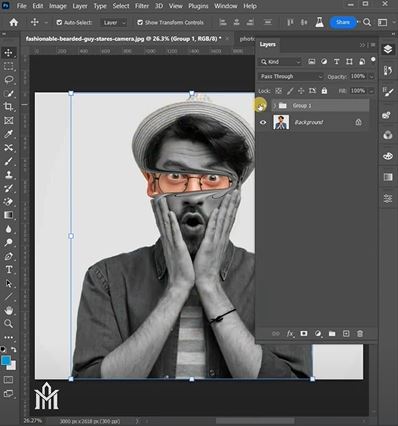 File Edit Image Layer Type Select Filter 3D View Plugins Window Help
Auto-Select: Layer Show Transform Controls Share
fashionable-bearded-guy-stares-camera.jpg @ 26.3% (Group 1, RGB/8) * photo
Layers
Kind
Pass Through Opacity: 100%
Lock: Fill: 100%
Group 1
Background
fx
T
26.27% 3000 px x 2618 px (300 ppi)